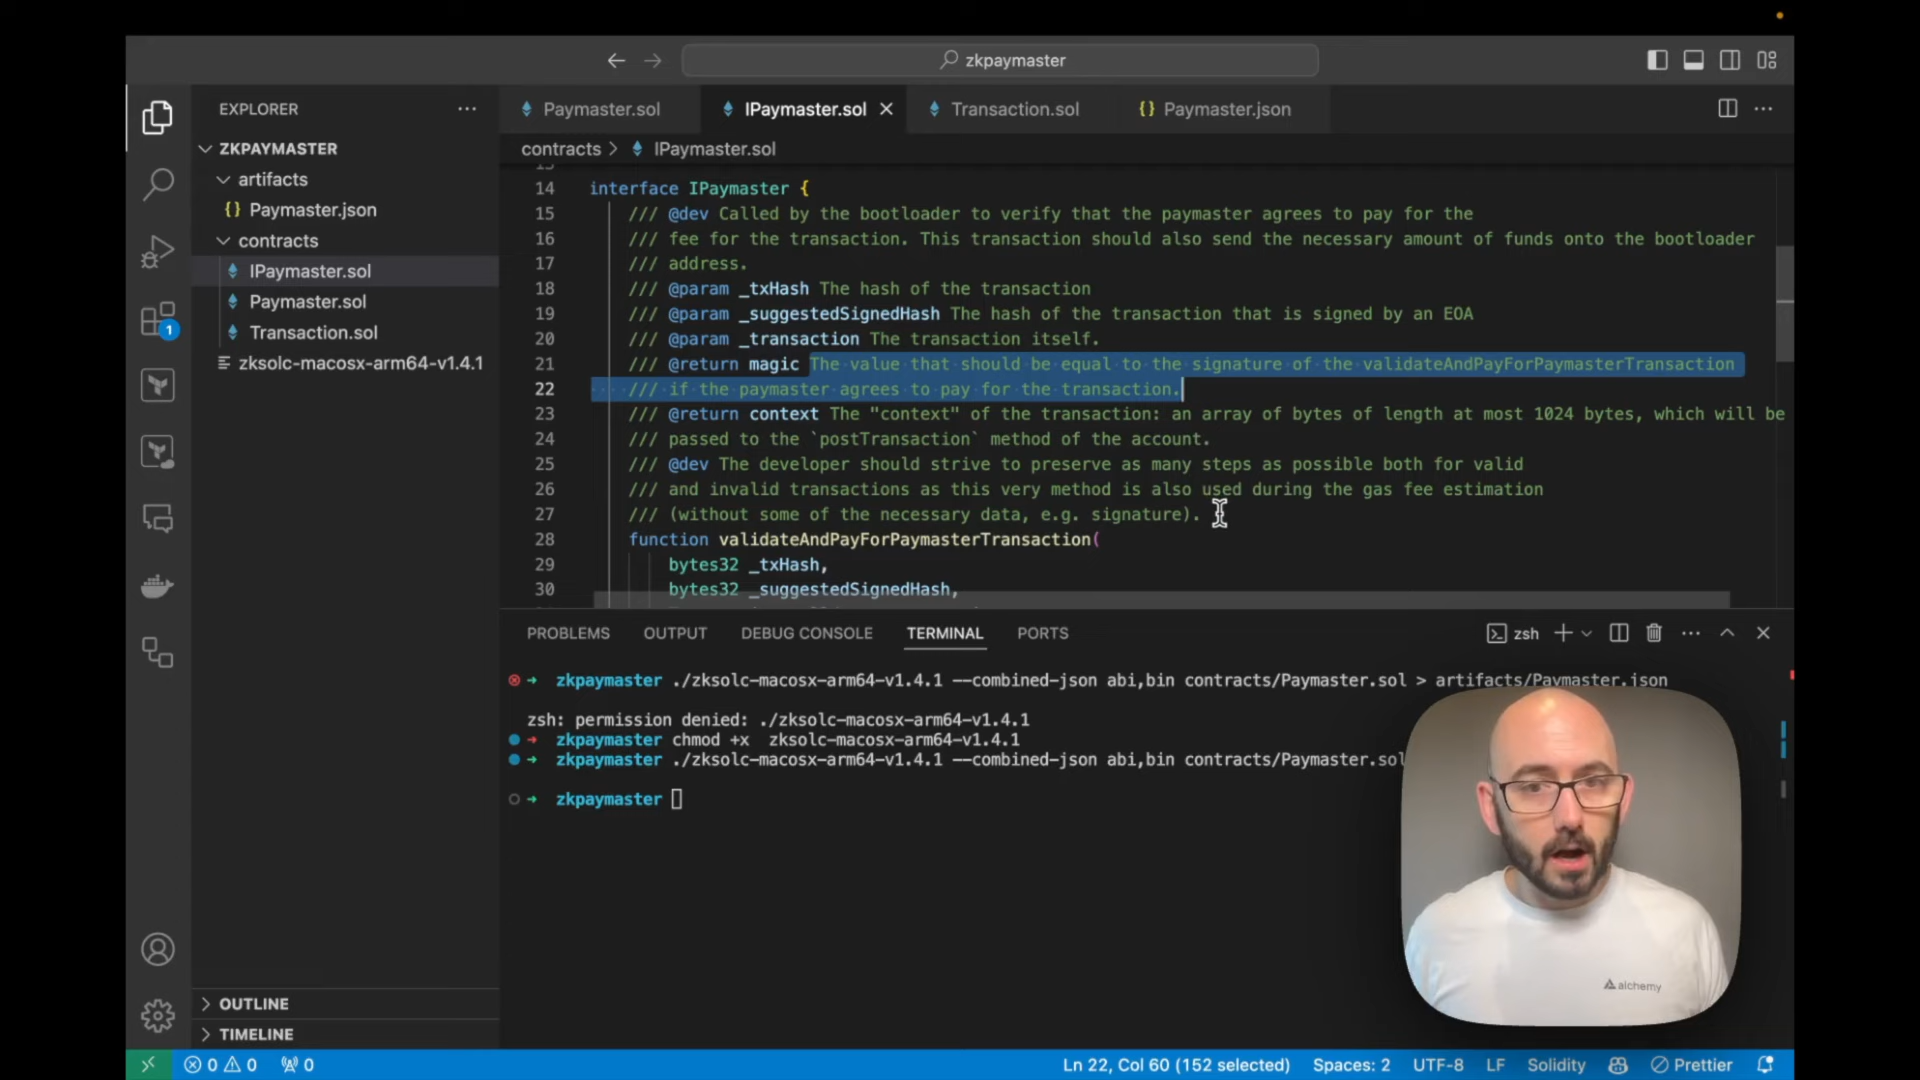 zkpaymaster
EXPLORER
Paymaster.sol
IPaymaster.sol
Transaction.sol
{} Paymaster.json
ZKPAYMASTER
artifacts
{} Paymaster.json
contracts
IPaymaster.sol
Paymaster.sol
Transaction.sol
zksolc-macosx-arm64-v1.4.1
1
contracts > IPaymaster.sol
14 interface IPaymaster {
15 /// @dev Called by the bootloader to verify that the paymaster agrees to pay for the
16 /// fee for the transaction. This transaction should also send the necessary amount of funds onto the bootloader
17 /// address.
18 /// @param _txHash The hash of the transaction
19 /// @param _suggestedSignedHash The hash of the transaction that is signed by an EOA
20 /// @param _transaction The transaction itself.
21 /// @return magic The value that should be equal to the signature of the validateAndPayForPaymasterTransaction
22 /// if the paymaster agrees to pay for the transaction.
23 /// @return context The "context" of the transaction: an array of bytes of length at most 1024 bytes, which will be
24 /// passed to the `postTransaction` method of the account.
25 /// @dev The developer should strive to preserve as many steps as possible both for valid
26 /// and invalid transactions as this very method is also used during the gas fee estimation
27 /// (without some of the necessary data, e.g. signature).
28 function validateAndPayForPaymasterTransaction(
29 bytes32 _txHash,
30 bytes32 _suggestedSignedHash,
PROBLEMS OUTPUT DEBUG CONSOLE TERMINAL PORTS
zsh
zkpaymaster ./zksolc-macosx-arm64-v1.4.1 --combined-json abi,bin contracts/Paymaster.sol > artifacts/Paymaster.json
zsh: permission denied: ./zksolc-macosx-arm64-v1.4.1
zkpaymaster chmod +x  zksolc-macosx-arm64-v1.4.1
zkpaymaster ./zksolc-macosx-arm64-v1.4.1 --combined-json abi,bin contracts/Paymaster.sol
zkpaymaster
alchemy
OUTLINE
TIMELINE
0 0 0
Ln 22, Col 60 (152 selected) Spaces: 2 UTF-8 LF Solidity Prettier